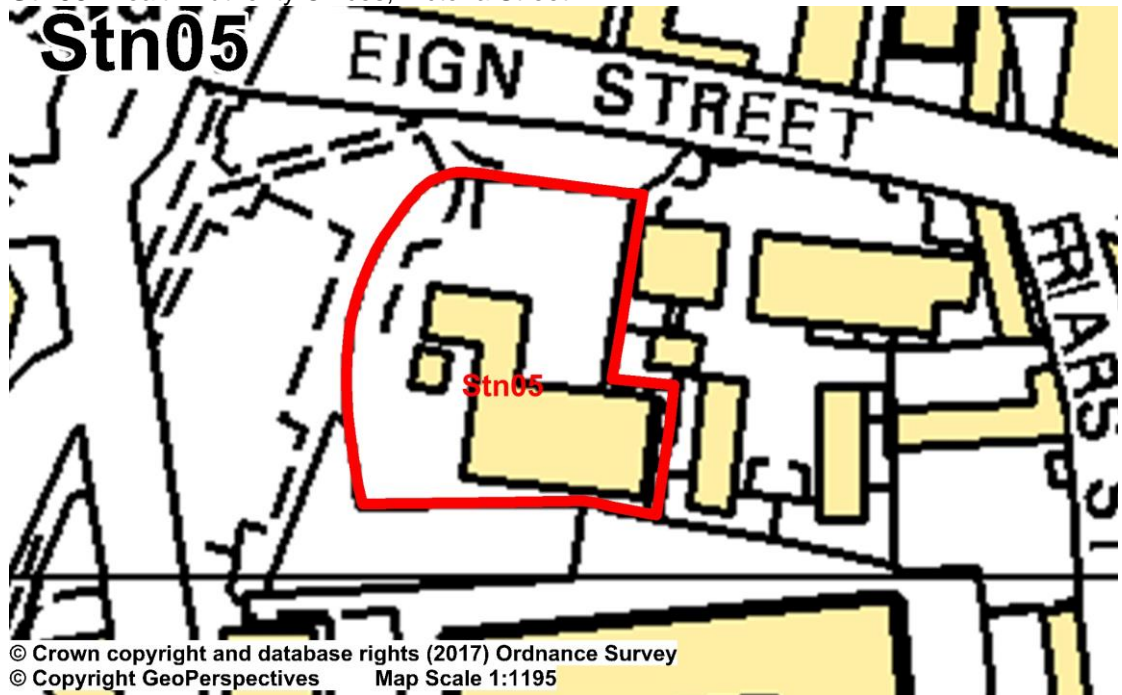 Stn05
EIGN STREET
FRIARS ST
Stn05
© Crown copyright and database rights (2017) Ordnance Survey
© Copyright GeoPerspectives Map Scale 1:1195